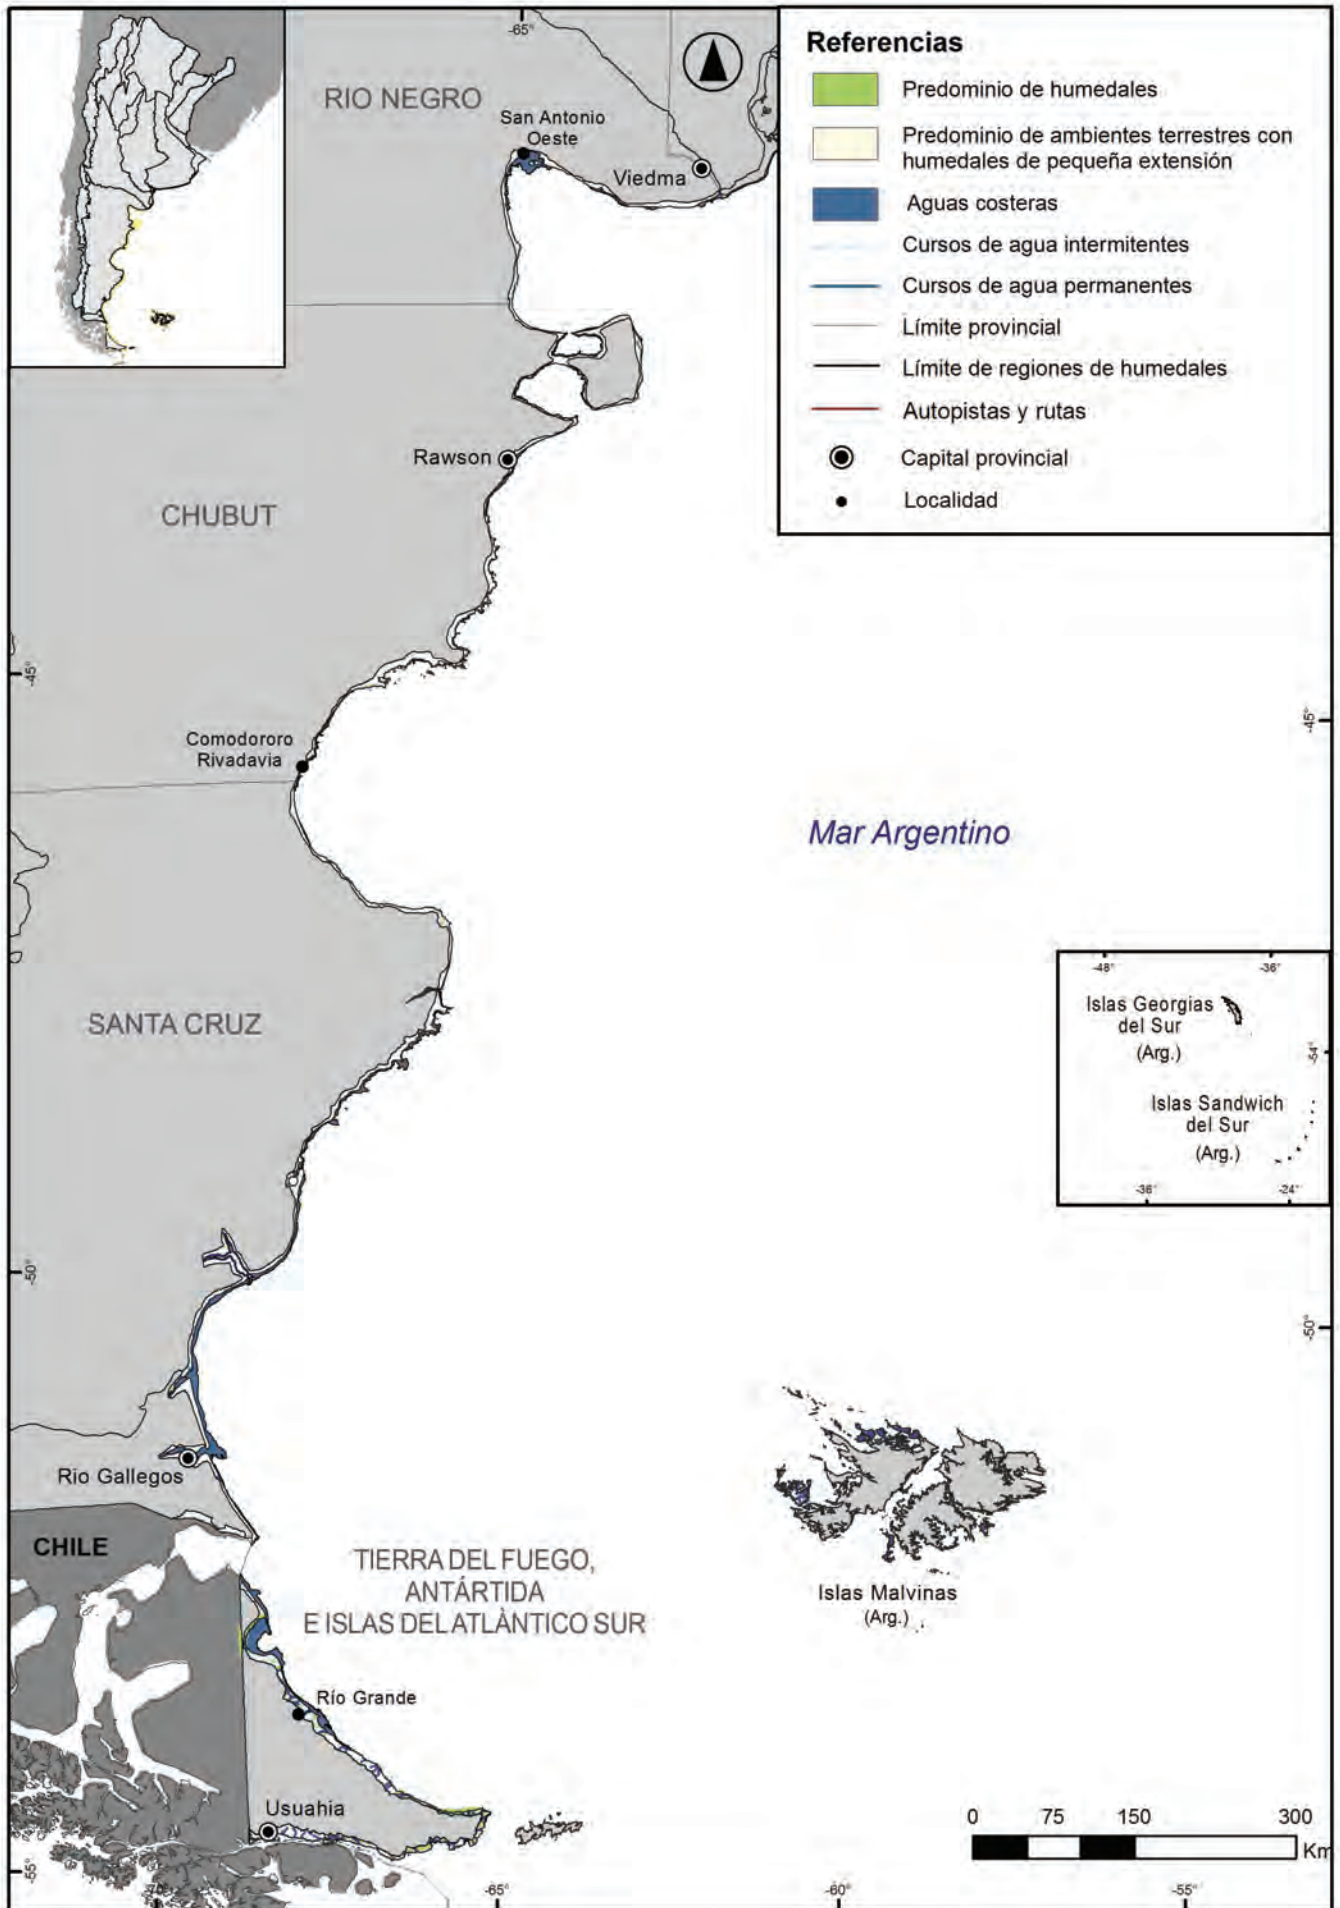 -65°
RIO NEGRO
San Antonio
Oeste
Viedma
Referencias
Predominio de humedales
Predominio de ambientes terrestres con
humedales de pequeña extensión
Aguas costeras
Cursos de agua intermitentes
Cursos de agua permanentes
Límite provincial
Límite de regiones de humedales
Autopistas y rutas
Capital provincial
Localidad
Rawson
CHUBUT
-45°
-45°
Comodororo
Rivadavia
Mar Argentino
SANTA CRUZ
-48°
-36°
Islas Georgias
del Sur
(Arg.)
-54°
Islas Sandwich
del Sur
(Arg.)
-36°
-24°
-50°
-50°
Rio Gallegos
CHILE
TIERRA DEL FUEGO,
ANTÁRTIDA
E ISLAS DEL ATLÀNTICO SUR
Islas Malvinas
(Arg.)
Río Grande
Usuahia
0 75 150 300
Km
-55°
-70°
-65°
-60°
-55°